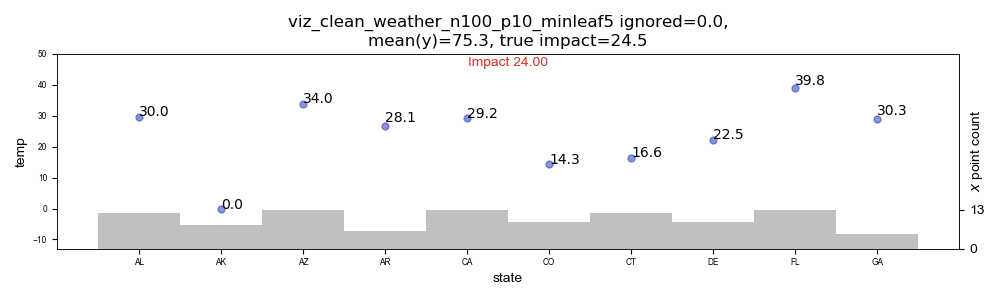 viz_clean_weather_n100_p10_minleaf5 ignored=0.0,
mean(y)=75.3, true impact=24.5
Impact 24.00
50
40
30
20
10
0
−10
temp
30.0
0.0
34.0
28.1
29.2
14.3
16.6
22.5
39.8
30.3
13
0
x point count
AL AK AZ AR CA CO CT DE FL GA
state